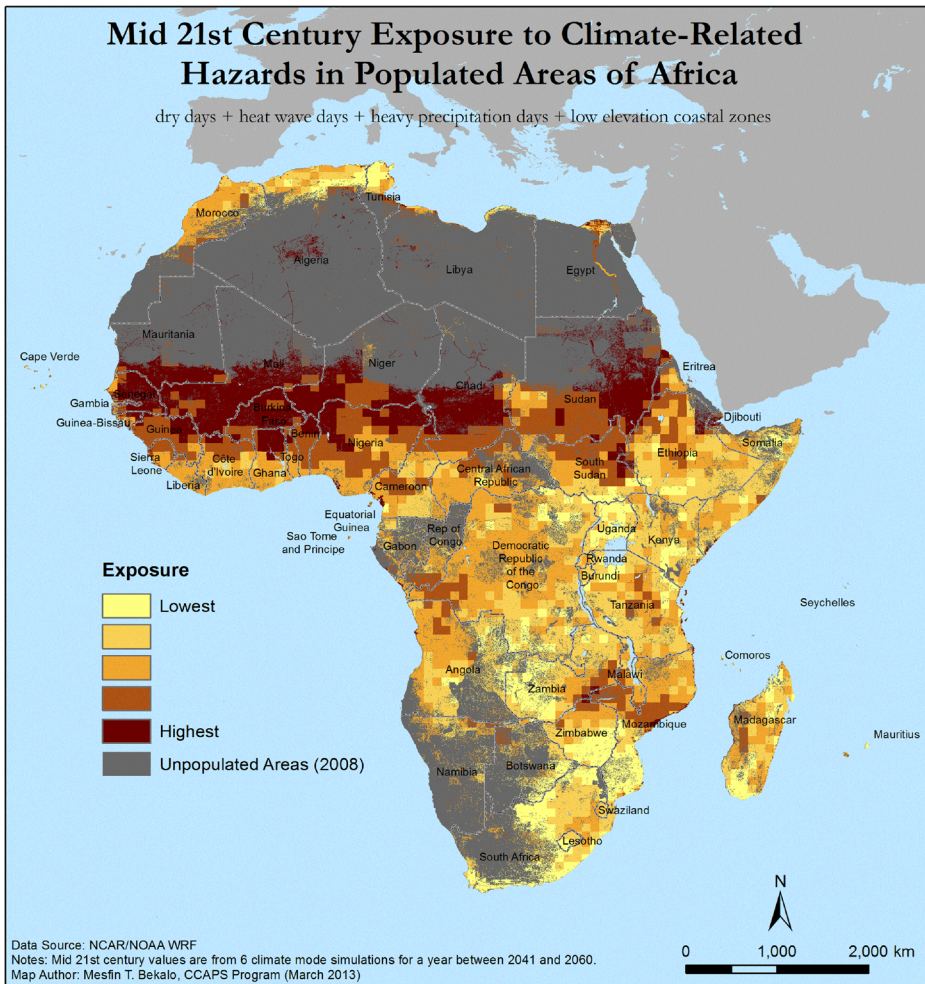 Mid 21st Century Exposure to Climate-Related
Hazards in Populated Areas of Africa
dry days + heat wave days + heavy precipitation days + low elevation coastal zones
Tunisia
Morocco
Algeria
Libya
Egypt
Mauritania
Cape Verde
Mali
Niger
Chad
Sudan
Eritrea
Senegal
Gambia
Guinea-Bissau
Guinea
Burkina
Faso
Benin
Nigeria
Djibouti
Somalia
Ethiopia
Sierra
Leone
Liberia
Côte
d'Ivoire
Ghana
Togo
Cameroon
Central African
Republic
South
Sudan
Equatorial
Guinea
Sao Tome
and Principe
Gabon
Rep of
Congo
Democratic
Republic
of the
Congo
Uganda
Kenya
Rwanda
Burundi
Tanzania
Seychelles
Comoros
Angola
Zambia
Malawi
Mozambique
Madagascar
Mauritius
Zimbabwe
Namibia
Botswana
Swaziland
Lesotho
South Africa
Exposure
Lowest
Highest
Unpopulated Areas (2008)
N
0 1,000 2,000 km
Data Source: NCAR/NOAA WRF
Notes: Mid 21st century values are from 6 climate mode simulations for a year between 2041 and 2060.
Map Author: Mesfin T. Bekalo, CCAPS Program (March 2013)